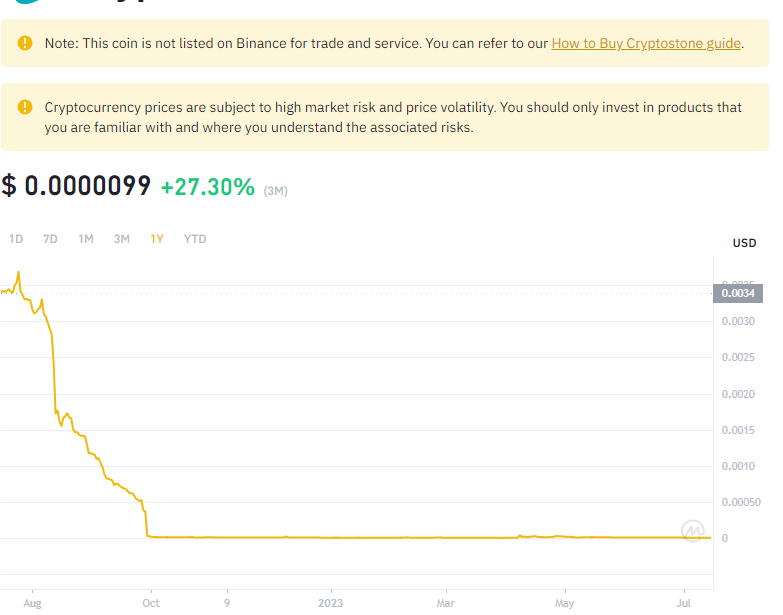 Note: This coin is not listed on Binance for trade and service. You can refer to our How to Buy Cryptostone guide.
Cryptocurrency prices are subject to high market risk and price volatility. You should only invest in products that
you are familiar with and where you understand the associated risks.
$ 0.0000099 +27.30% (3M)
1D 7D 1M 3M 1Y YTD
USD
0.0034
0.0030
0.0025
0.0020
0.0015
0.0010
0.00050
0
Aug Oct 9 2023 Mar May Jul